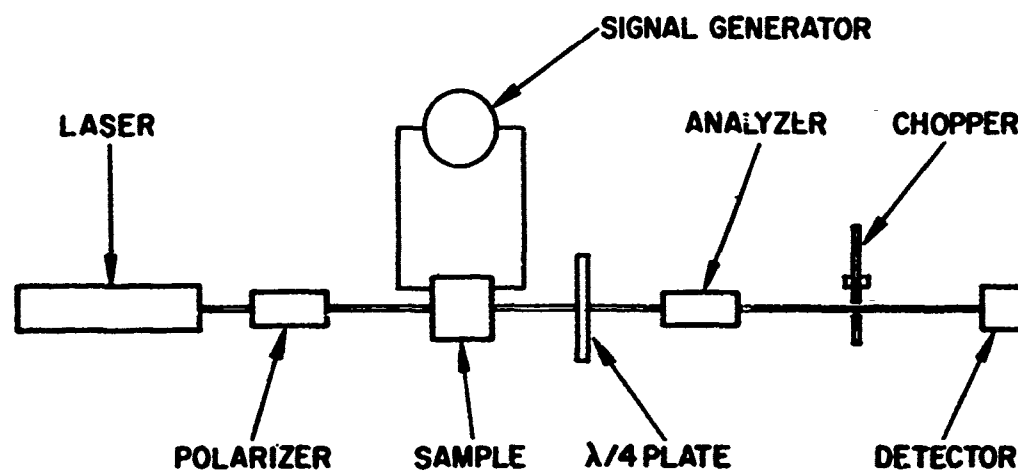 SIGNAL GENERATOR
LASER
ANALYZER
CHOPPER
POLARIZER
SAMPLE
λ/4 PLATE
DETECTOR